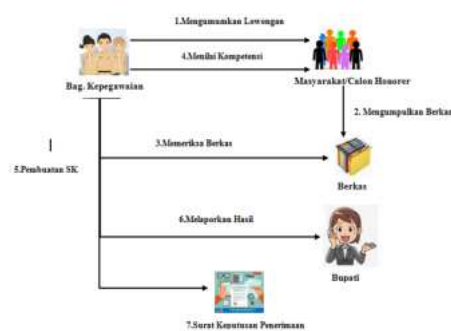 1.Mengumumkan Lowongan
4.Menilai Kompetensi
Bag. Kepegawaian
Masyarakat/Calon Honorer
2. Mengumpulkan Berkas
3.Memeriksa Berkas
5.Pembuatan SK
Berkas
6.Melaporkan Hasil
Bupati
7.Surat Keputusan Penerimaan